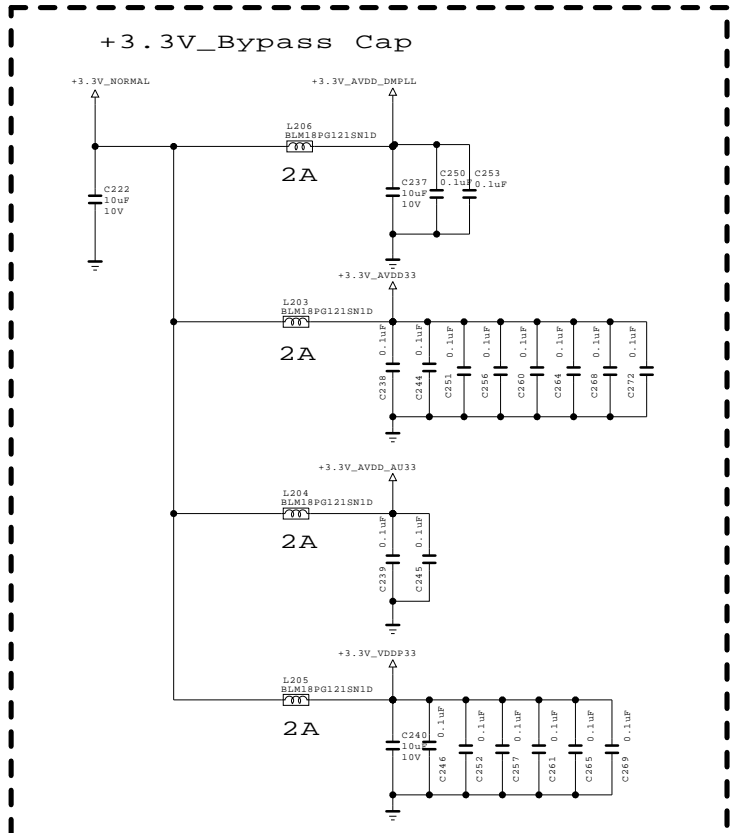 +3.3V_Bypass Cap
+3.3V_NORMAL
+3.3V_AVDD_DMPLL
L206
BLM18PG121SN1D
2A
C222
10uF
10V
C237
10uF
10V
C250
0.1uF
C253
0.1uF
+3.3V_AVDD33
L203
BLM18PG121SN1D
2A
0.1uF
C238
0.1uF
C244
0.1uF
C251
0.1uF
C256
0.1uF
C260
0.1uF
C264
0.1uF
C268
0.1uF
C272
+3.3V_AVDD_AU33
L204
BLM18PG121SN1D
2A
0.1uF
C239
0.1uF
C245
+3.3V_VDDP33
L205
BLM18PG121SN1D
2A
C240
10uF
10V
0.1uF
C246
0.1uF
C252
0.1uF
C257
0.1uF
C261
0.1uF
C265
0.1uF
C269